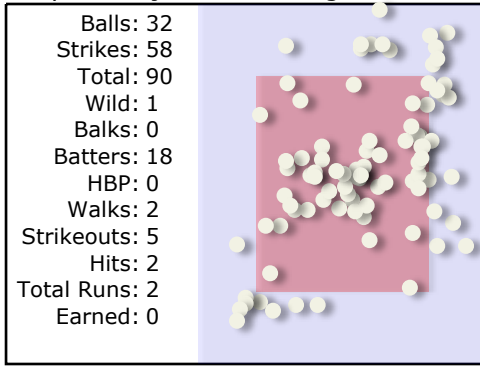 Balls: 32
Strikes: 58
Total: 90
Wild: 1
Balks: 0
Batters: 18
HBP: 0
Walks: 2
Strikeouts: 5
Hits: 2
Total Runs: 2
Earned: 0